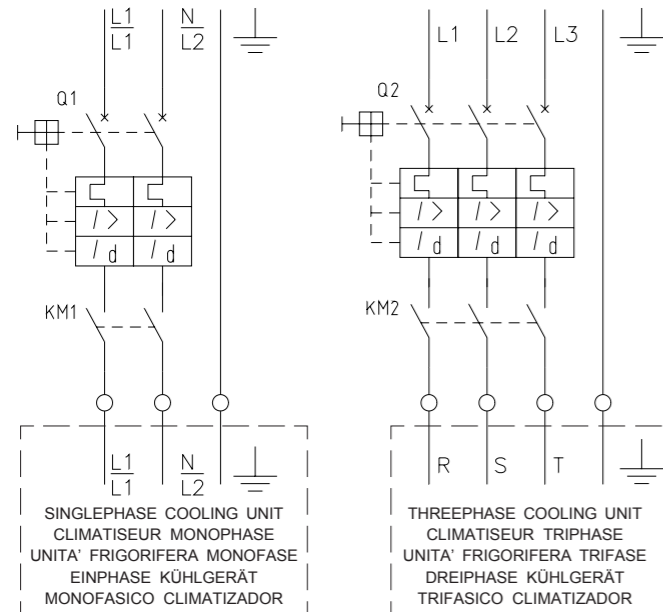 L1 N
L1 L2
L1 L2 L3
Q1
Q2
I > I >
I d I d
I > I > I >
I d I d I d
KM1
KM2
L1 N
L1 L2
R S T
SINGLEPHASE COOLING UNIT
CLIMATISEUR MONOPHASE
UNITA' FRIGORIFERA MONOFASE
EINPHASE KÜHLGERÄT
MONOFASICO CLIMATIZADOR
THREEPHASE COOLING UNIT
CLIMATISEUR TRIPHASE
UNITA' FRIGORIFERA TRIFASE
DREIPHASE KÜHLGERÄT
TRIFASICO CLIMATIZADOR